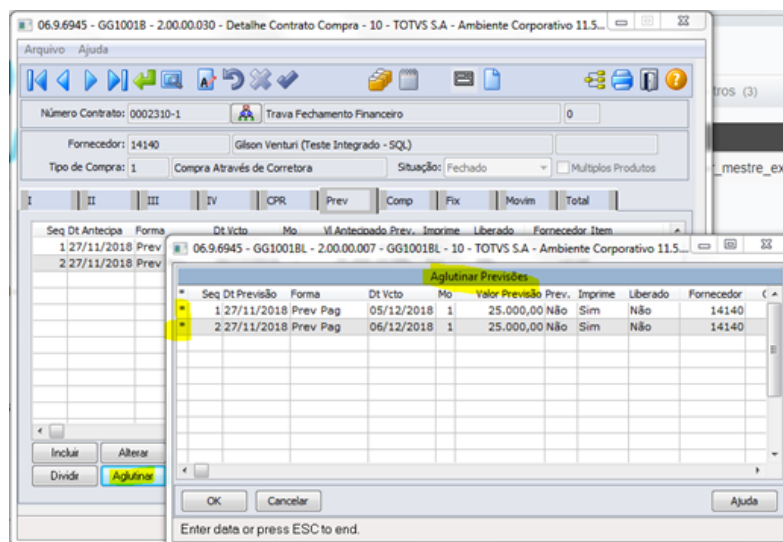 06.9.6945 - GG1001B - 2.00.00.030 - Detalhe Contrato Compra - 10 - TOTVS S.A - Ambiente Corporativo 11.5...
Arquivo Ajuda
tros (3)
Número Contrato: 0002310-1 Trava Fechamento Financeiro 0
Fornecedor: 14140 Gilson Venturi (Teste Integrado - SQL)
_mestre_ex
Tipo de Compra: 1 Compra Através de Corretora Situação: Fechado Multiplos Produtos
I II III IV CPR Prev Comp Fix Movim Total
Seq Dt Antecipa Forma Dt Vcto Mo Vl Antecipado Prev. Imprime Liberado Fornecedor Item
1 27/11/2018 Prev
2 27/11/2018 Prev
06.9.6945 - GG1001BL - 2.00.00.007 - GG1001BL - 10 - TOTVS S.A - Ambiente Corporativo 11.5...
Aglutinar Previsões
* Seq Dt Previsão Forma Dt Vcto Mo Valor Previsão Prev. Imprime Liberado Fornecedor
* 1 27/11/2018 Prev Pag 05/12/2018 1 25.000,00 Não Sim Não 14140
* 2 27/11/2018 Prev Pag 06/12/2018 1 25.000,00 Não Sim Não 14140
Incluir Alterar
Dividir Aglutinar
OK Cancelar Ajuda
Enter data or press ESC to end.